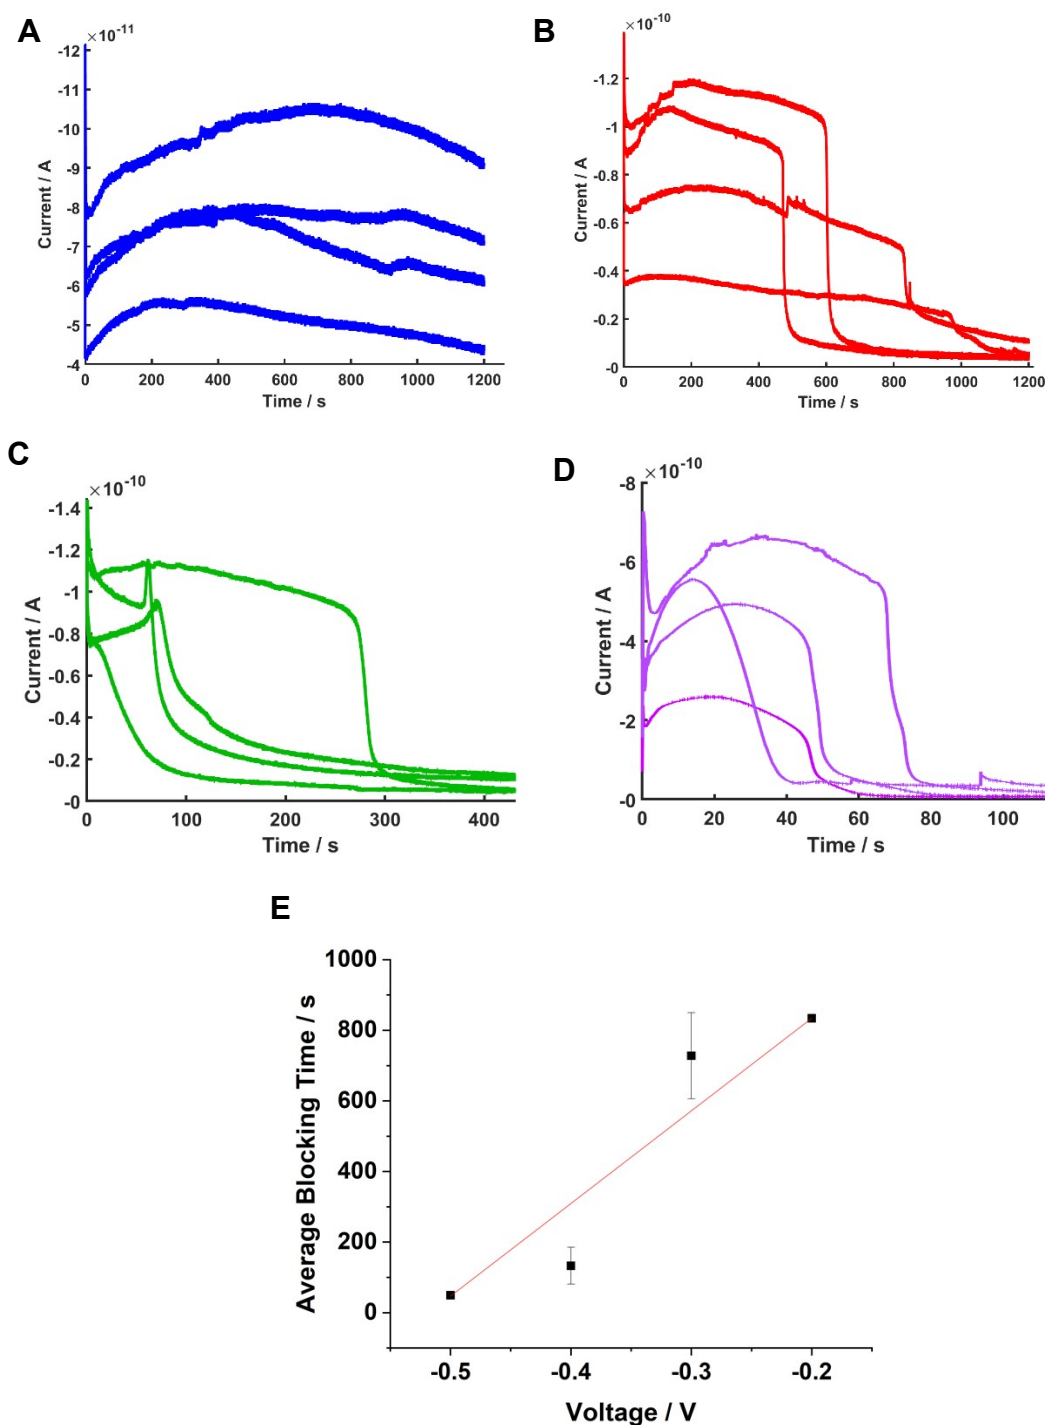 A
×10⁻¹¹
-12
-11
-10
-9
-8
-7
-6
-5
-4
Current / A
0 200 400 600 800 1000 1200
Time / s
B
×10⁻¹⁰
-1.2
-1
-0.8
-0.6
-0.4
-0.2
-0
Current / A
0 200 400 600 800 1000 1200
Time / s
C
×10⁻¹⁰
-1.4
-1.2
-1
-0.8
-0.6
-0.4
-0.2
-0
Current / A
0 100 200 300 400
Time / s
D
×10⁻¹⁰
-8
-6
-4
-2
-0
Current / A
0 20 40 60 80 100
Time / s
E
1000
800
600
400
200
0
Average Blocking Time / s
-0.5 -0.4 -0.3 -0.2
Voltage / V